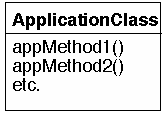 ApplicationClass
appMethod1()
appMethod2()
etc.